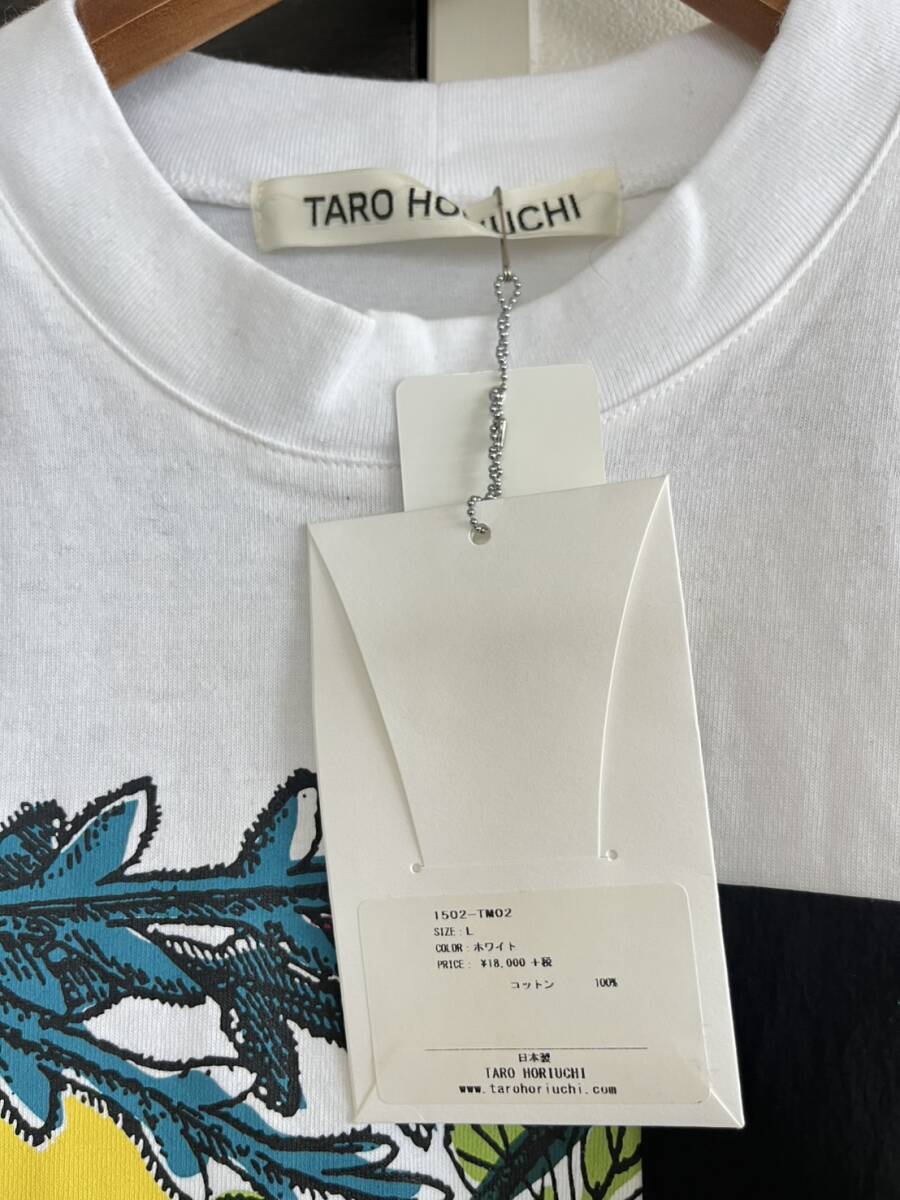 TARO HORIUCHI
1502-TM02
SIZE: L
COLOR: ホワイト
PRICE: ¥18,000 +税
コットン 100%
日本製
TARO HORIUCHI
www.tarohoriuchi.com